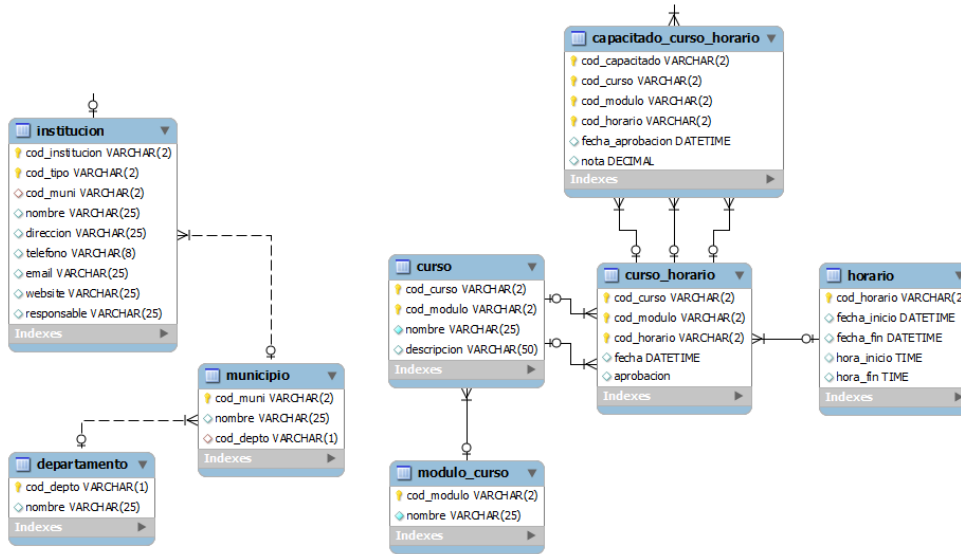 capacitado_curso_horario
cod_capacitado VARCHAR(2)
cod_curso VARCHAR(2)
cod_modulo VARCHAR(2)
cod_horario VARCHAR(2)
fecha_aprobacion DATETIME
nota DECIMAL
Indexes
institucion
cod_institucion VARCHAR(2)
cod_tipo VARCHAR(2)
cod_muni VARCHAR(2)
nombre VARCHAR(25)
direccion VARCHAR(25)
telefono VARCHAR(8)
email VARCHAR(25)
website VARCHAR(25)
responsable VARCHAR(25)
Indexes
curso
cod_curso VARCHAR(2)
cod_modulo VARCHAR(2)
nombre VARCHAR(25)
descripcion VARCHAR(50)
Indexes
curso_horario
cod_curso VARCHAR(2)
cod_modulo VARCHAR(2)
cod_horario VARCHAR(2)
fecha DATETIME
aprobacion
Indexes
horario
cod_horario VARCHAR(2
fecha_inicio DATETIME
fecha_fin DATETIME
hora_inicio TIME
hora_fin TIME
Indexes
municipio
cod_muni VARCHAR(2)
nombre VARCHAR(25)
cod_depto VARCHAR(1)
Indexes
departamento
cod_depto VARCHAR(1)
nombre VARCHAR(25)
Indexes
modulo_curso
cod_modulo VARCHAR(2)
nombre VARCHAR(25)
Indexes